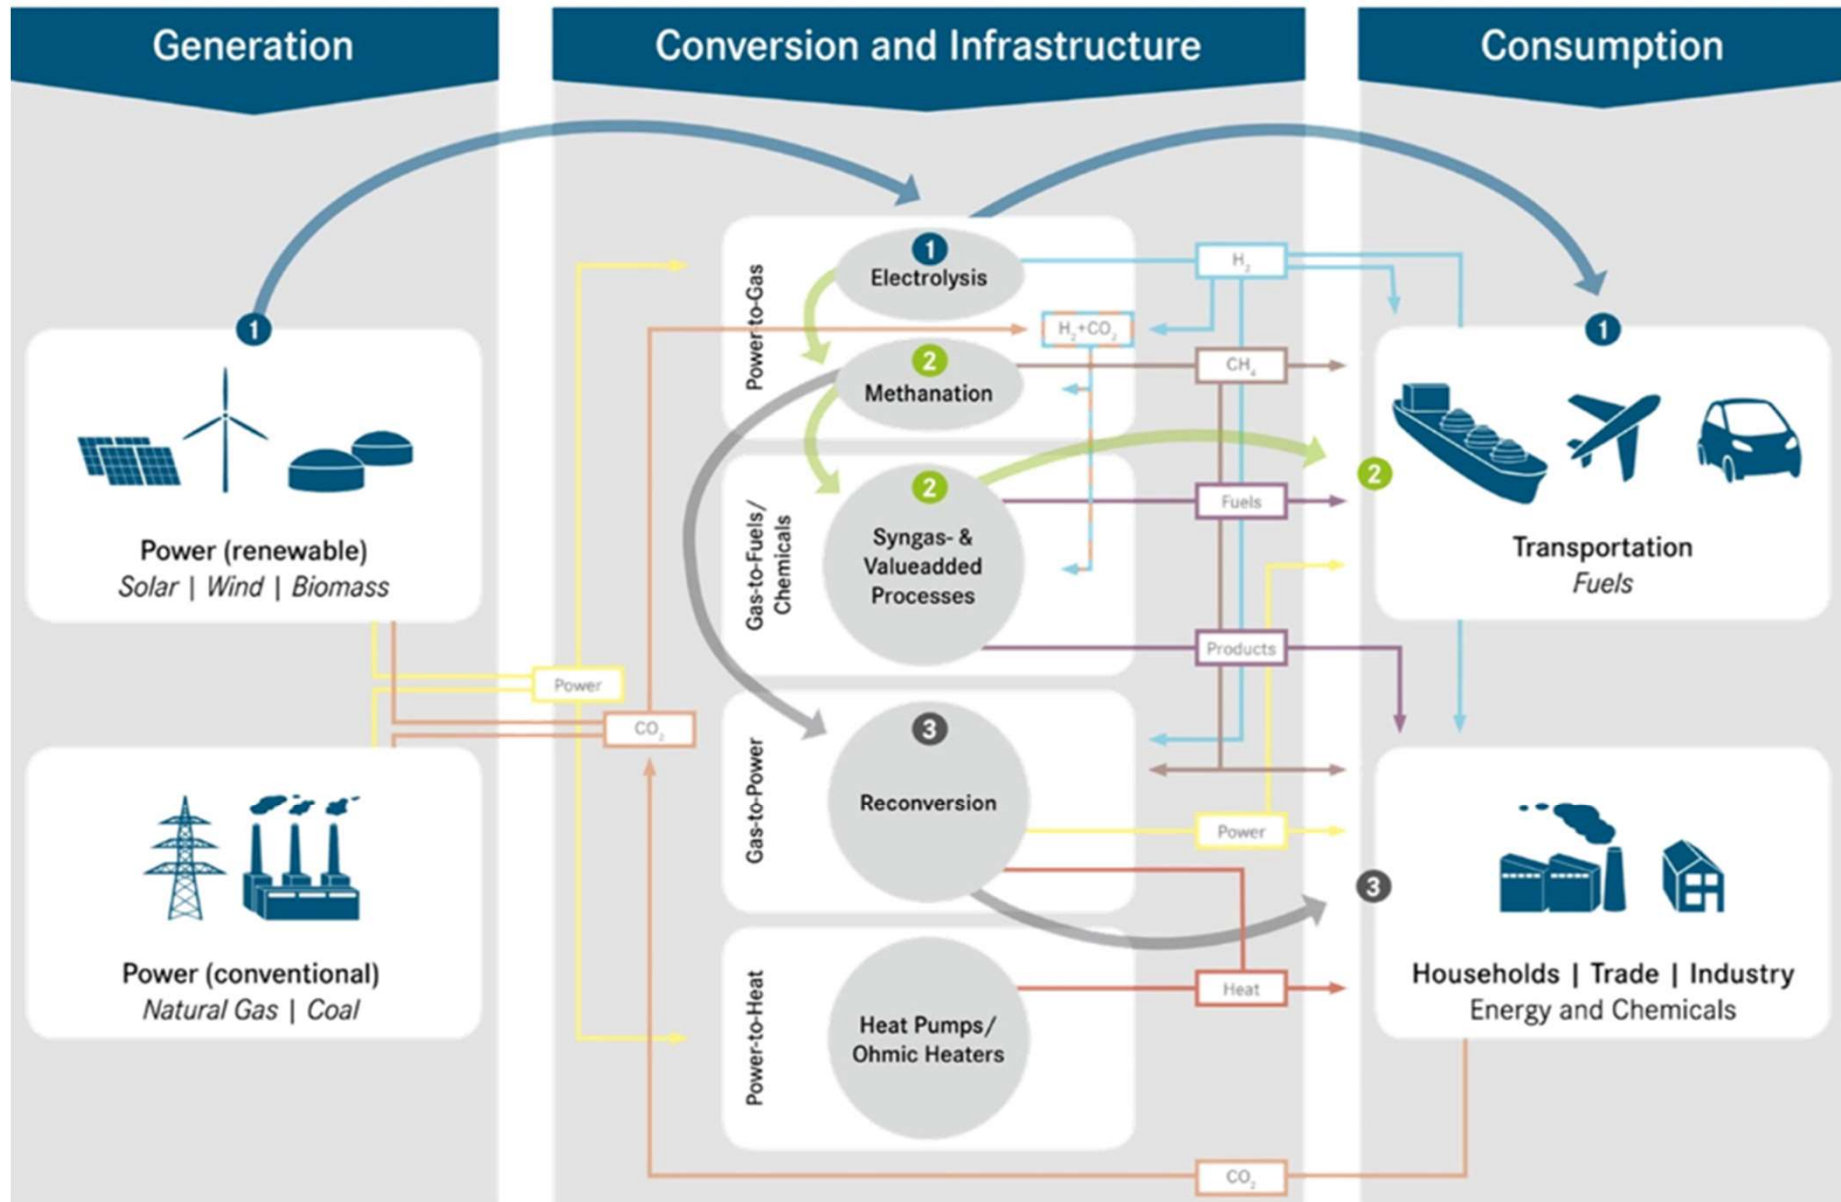 Generation
Conversion and Infrastructure
Consumption
1
Power (renewable)
Solar | Wind | Biomass
Power (conventional)
Natural Gas | Coal
Power
CO₂
Power-to-Gas
1
Electrolysis
H₂+CO₂
2
Methanation
Gas-to-Fuels/
Chemicals
2
Syngas- &
Valueadded
Processes
Gas-to-Power
3
Reconversion
Power-to-Heat
Heat Pumps/
Ohmic Heaters
H₂
CH₄
Fuels
Products
Power
Heat
CO₂
1
2
Transportation
Fuels
3
Households | Trade | Industry
Energy and Chemicals